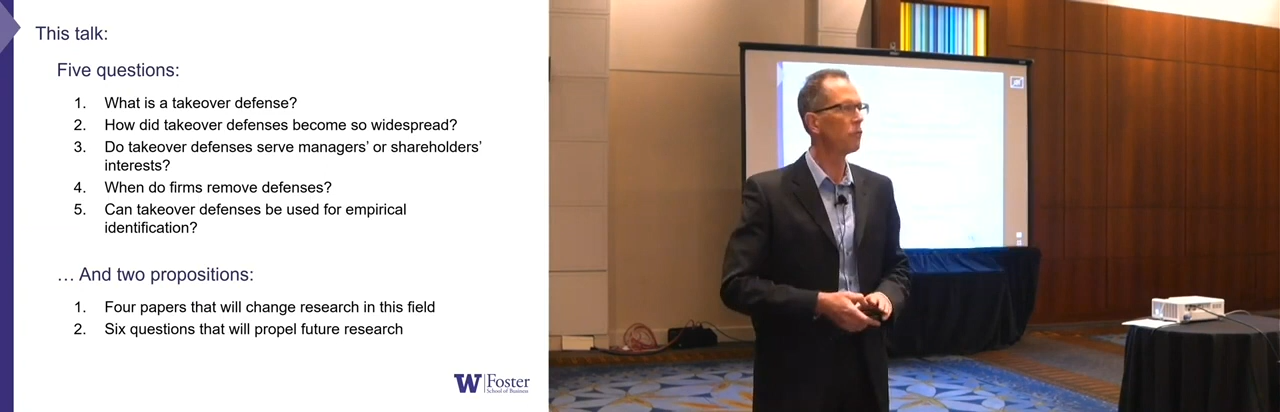 This talk:
Five questions:
1. What is a takeover defense?
2. How did takeover defenses become so widespread?
3. Do takeover defenses serve managers' or shareholders'
interests?
4. When do firms remove defenses?
5. Can takeover defenses be used for empirical
identification?
… And two propositions:
1. Four papers that will change research in this field
2. Six questions that will propel future research
W Foster
School of Business